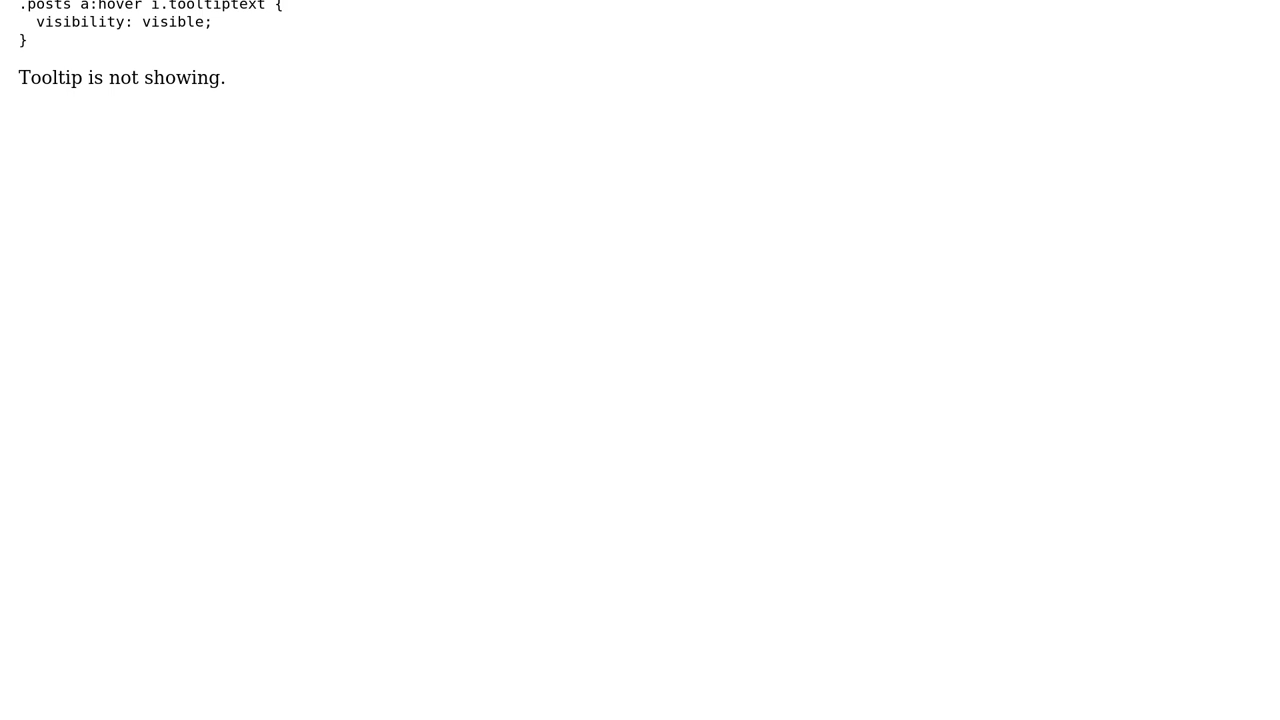 .posts a:hover i.tooltiptext {
  visibility: visible;
}
Tooltip is not showing.